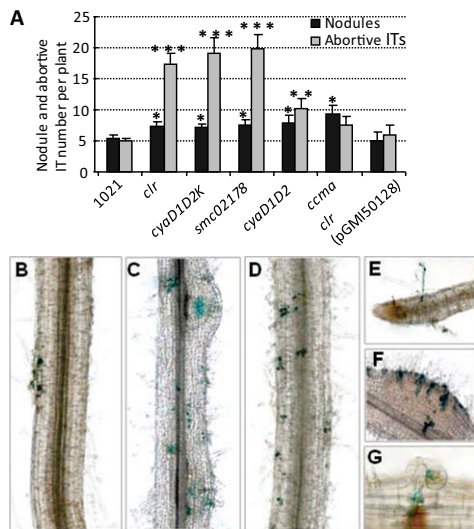 A
Nodules
Abortive ITs
Nodule and abortive
IT number per plant
25
20
15
10
5
0
***
***
***
**
*
*
*
*
*
1021
clr
cyaD1D2K
smc02178
cyaD1D2
ccma
clr
(pGMI50128)
B
C
D
E
F
G